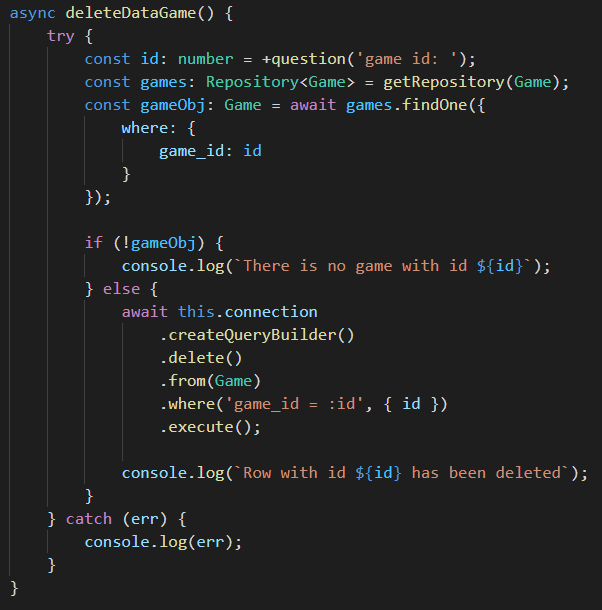 async deleteDataGame() {
    try {
        const id: number = +question('game id: ');
        const games: Repository<Game> = getRepository(Game);
        const gameObj: Game = await games.findOne({
            where: {
                game_id: id
            }
        });

        if (!gameObj) {
            console.log(`There is no game with id ${id}`);
        } else {
            await this.connection
                .createQueryBuilder()
                .delete()
                .from(Game)
                .where('game_id = :id', { id })
                .execute();

            console.log(`Row with id ${id} has been deleted`);
        }
    } catch (err) {
        console.log(err);
    }
}